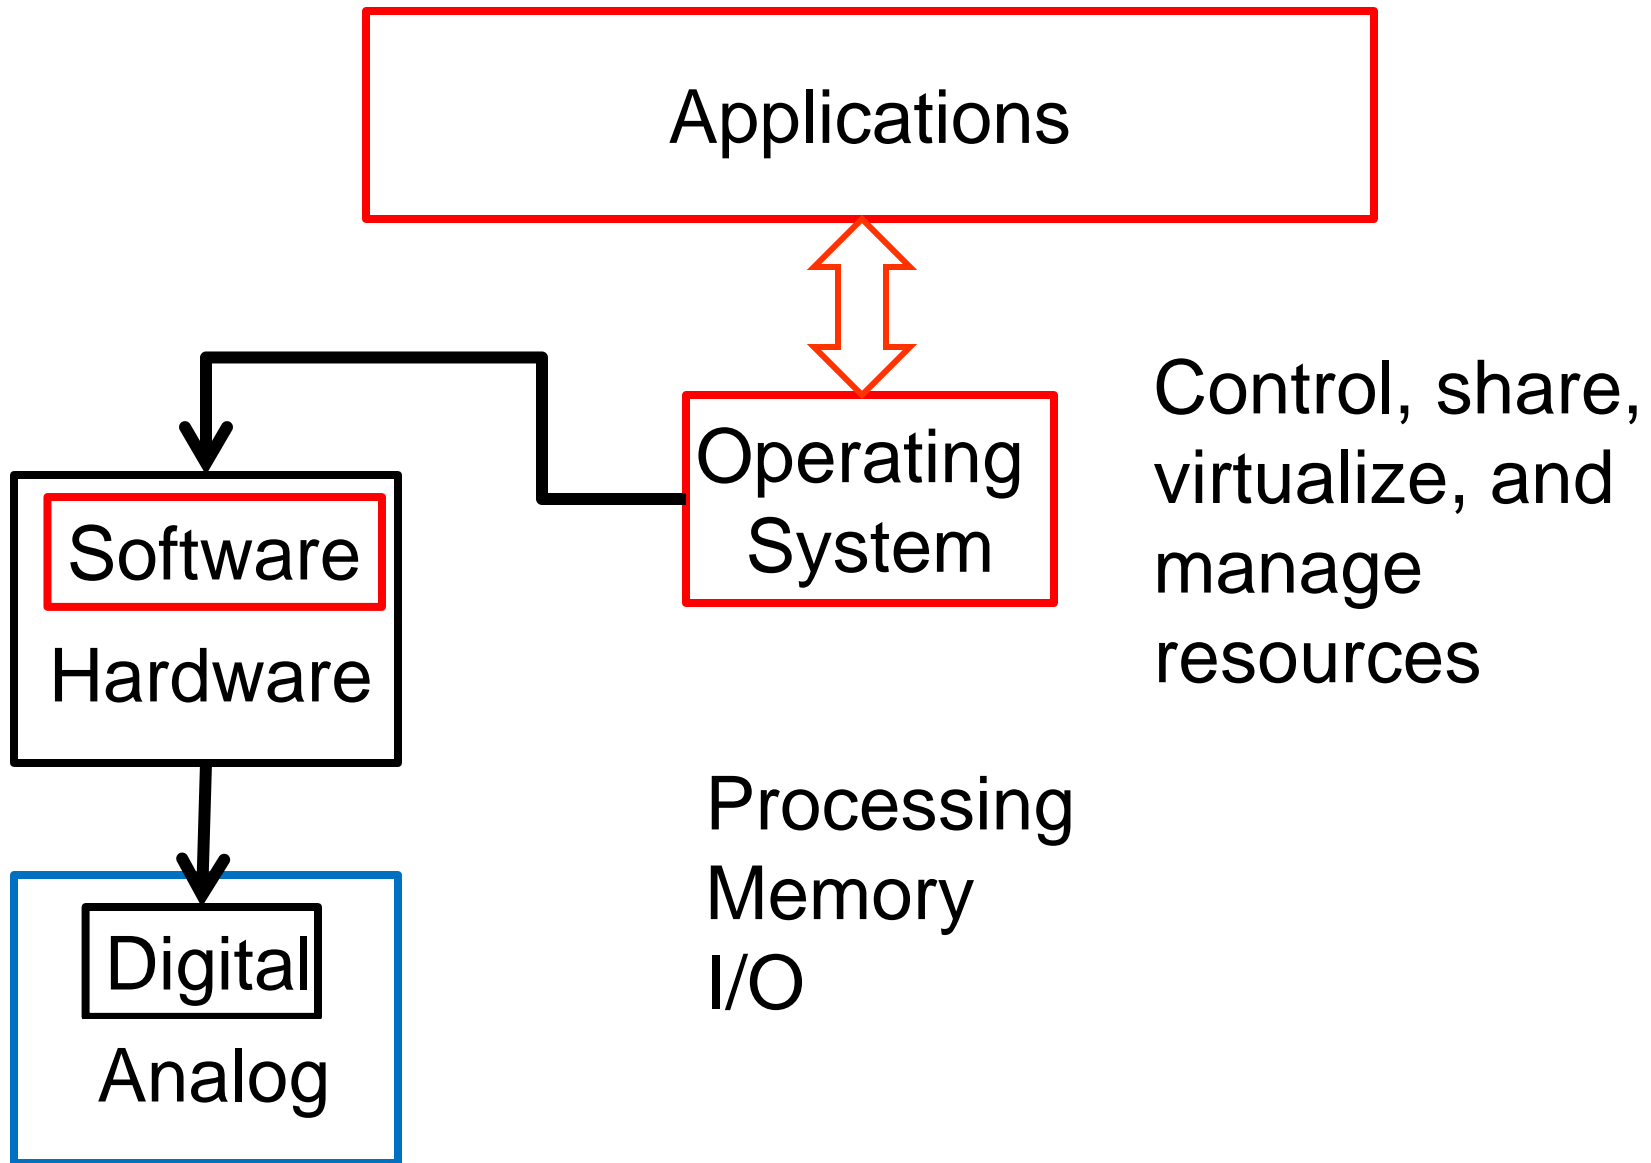 Applications
Operating
System
Control, share,
virtualize, and
manage
resources
Software
Hardware
Processing
Memory
I/O
Digital
Analog